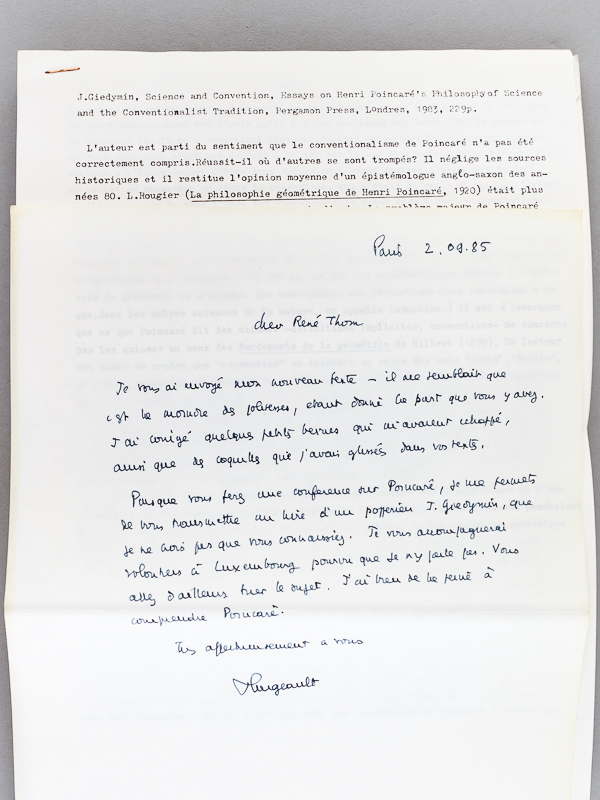 J.Giedymin, Science and Convention, Essays on Henri Poincaré's Philosophy of Science
and the Conventionalist Tradition, Pergamon Press, Londres, 1983, 229p.
L'auteur est parti du sentiment que le conventionalisme de Poincaré n'a pas été
correctement compris.Réussit-il où d'autres se sont trompés? Il néglige les sources
historiques et il restitue l'opinion moyenne d'un épistémologue anglo-saxon des an-
nées 80. L.Rougier (La philosophie géométrique de Henri Poincaré, 1920) était plus
Paris 2.09.85
cher René Thom
Je vous ai envoyé mon nouveau texte – il me semblait que
c'est la moindre des politesses, étant donné la part que vous y avez.
J'ai corrigé quelques petits bévues qui m'avaient echappé,
ainsi que des coquilles que j'avais glissés dans vos textes.
Puisque vous ferez une conference sur Poincaré, je me permets
de vous transmettre un livre d'un J. Giedymin, que
je ne crois pas que vous connaissiez. Je vous accompagnerai
volontiers à Luxembourg pourvu que je n'y parle pas. Vous
allez d'ailleurs tuer le sujet. J'ai bien de la peine à
comprendre Poincaré.
Très affectueusement a vous
Largeault